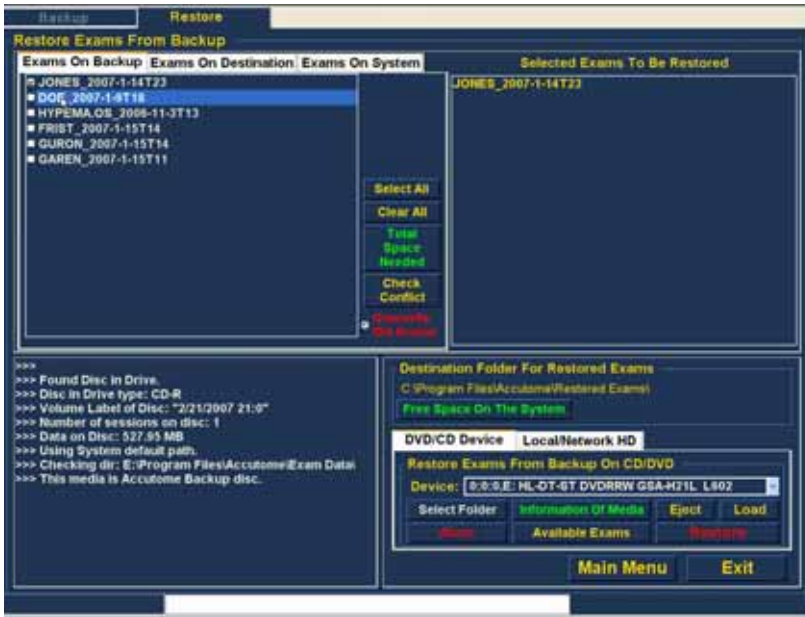 Backup Restore
Restore Exams From Backup
Exams On Backup Exams On Destination Exams On System
Selected Exams To Be Restored
JONES_2007-1-14T23
DOE_2007-1-9T18
HYPEMA.OS_2006-11-3T13
FRIST_2007-1-15T14
GURON_2007-1-15T14
GAREN_2007-1-15T11
Select All
Clear All
Total
Space
Needed
Check
Conflict
Overwrite
JONES_2007-1-14T23
>>>
>>> Found Disc in Drive.
>>> Disc in Drive type: CD-R
>>> Volume Label of Disc: "2/21/2007 21:0"
>>> Number of sessions on disc: 1
>>> Data on Disc: 527.95 MB
>>> Using System default path.
>>> Checking dir: E:\Program Files\Accutome\Exam Data\
>>> This media is Accutome Backup disc.
Destination Folder For Restored Exams
C:\Program Files\Accutome\Restored Exams\
Free Space On The System
DVD/CD Device Local/Network HD
Restore Exams From Backup On CD/DVD
Device: 0:0:0,E: HL-DT-ST DVDRRW GSA-H21L L602
Select Folder Information Of Media Eject Load
Abort Available Exams Restore
Main Menu Exit